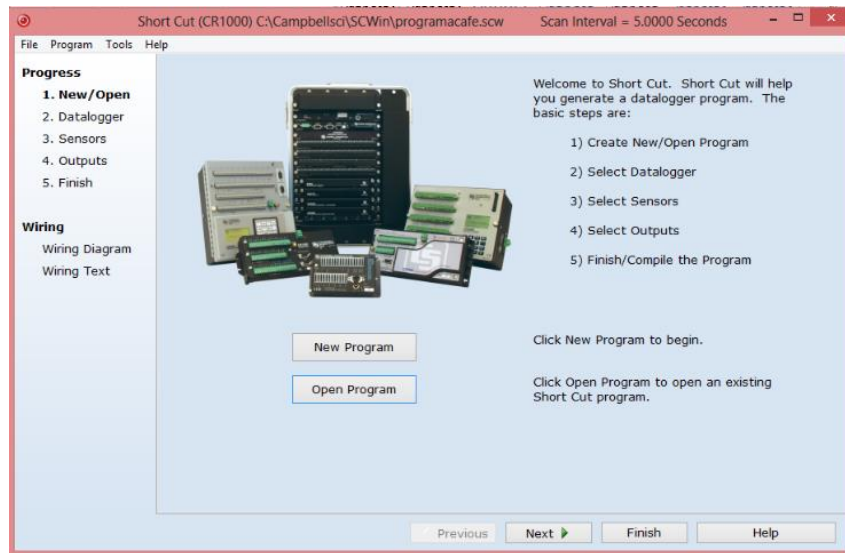 Short Cut (CR1000) C:\Campbellsci\SCWin\programacafe.scw Scan Interval = 5.0000 Seconds
File Program Tools Help
Progress
1. New/Open
2. Datalogger
3. Sensors
4. Outputs
5. Finish
Wiring
Wiring Diagram
Wiring Text
Welcome to Short Cut. Short Cut will help
you generate a datalogger program. The
basic steps are:
1) Create New/Open Program
2) Select Datalogger
3) Select Sensors
4) Select Outputs
5) Finish/Compile the Program
New Program
Click New Program to begin.
Open Program
Click Open Program to open an existing
Short Cut program.
Previous Next Finish Help